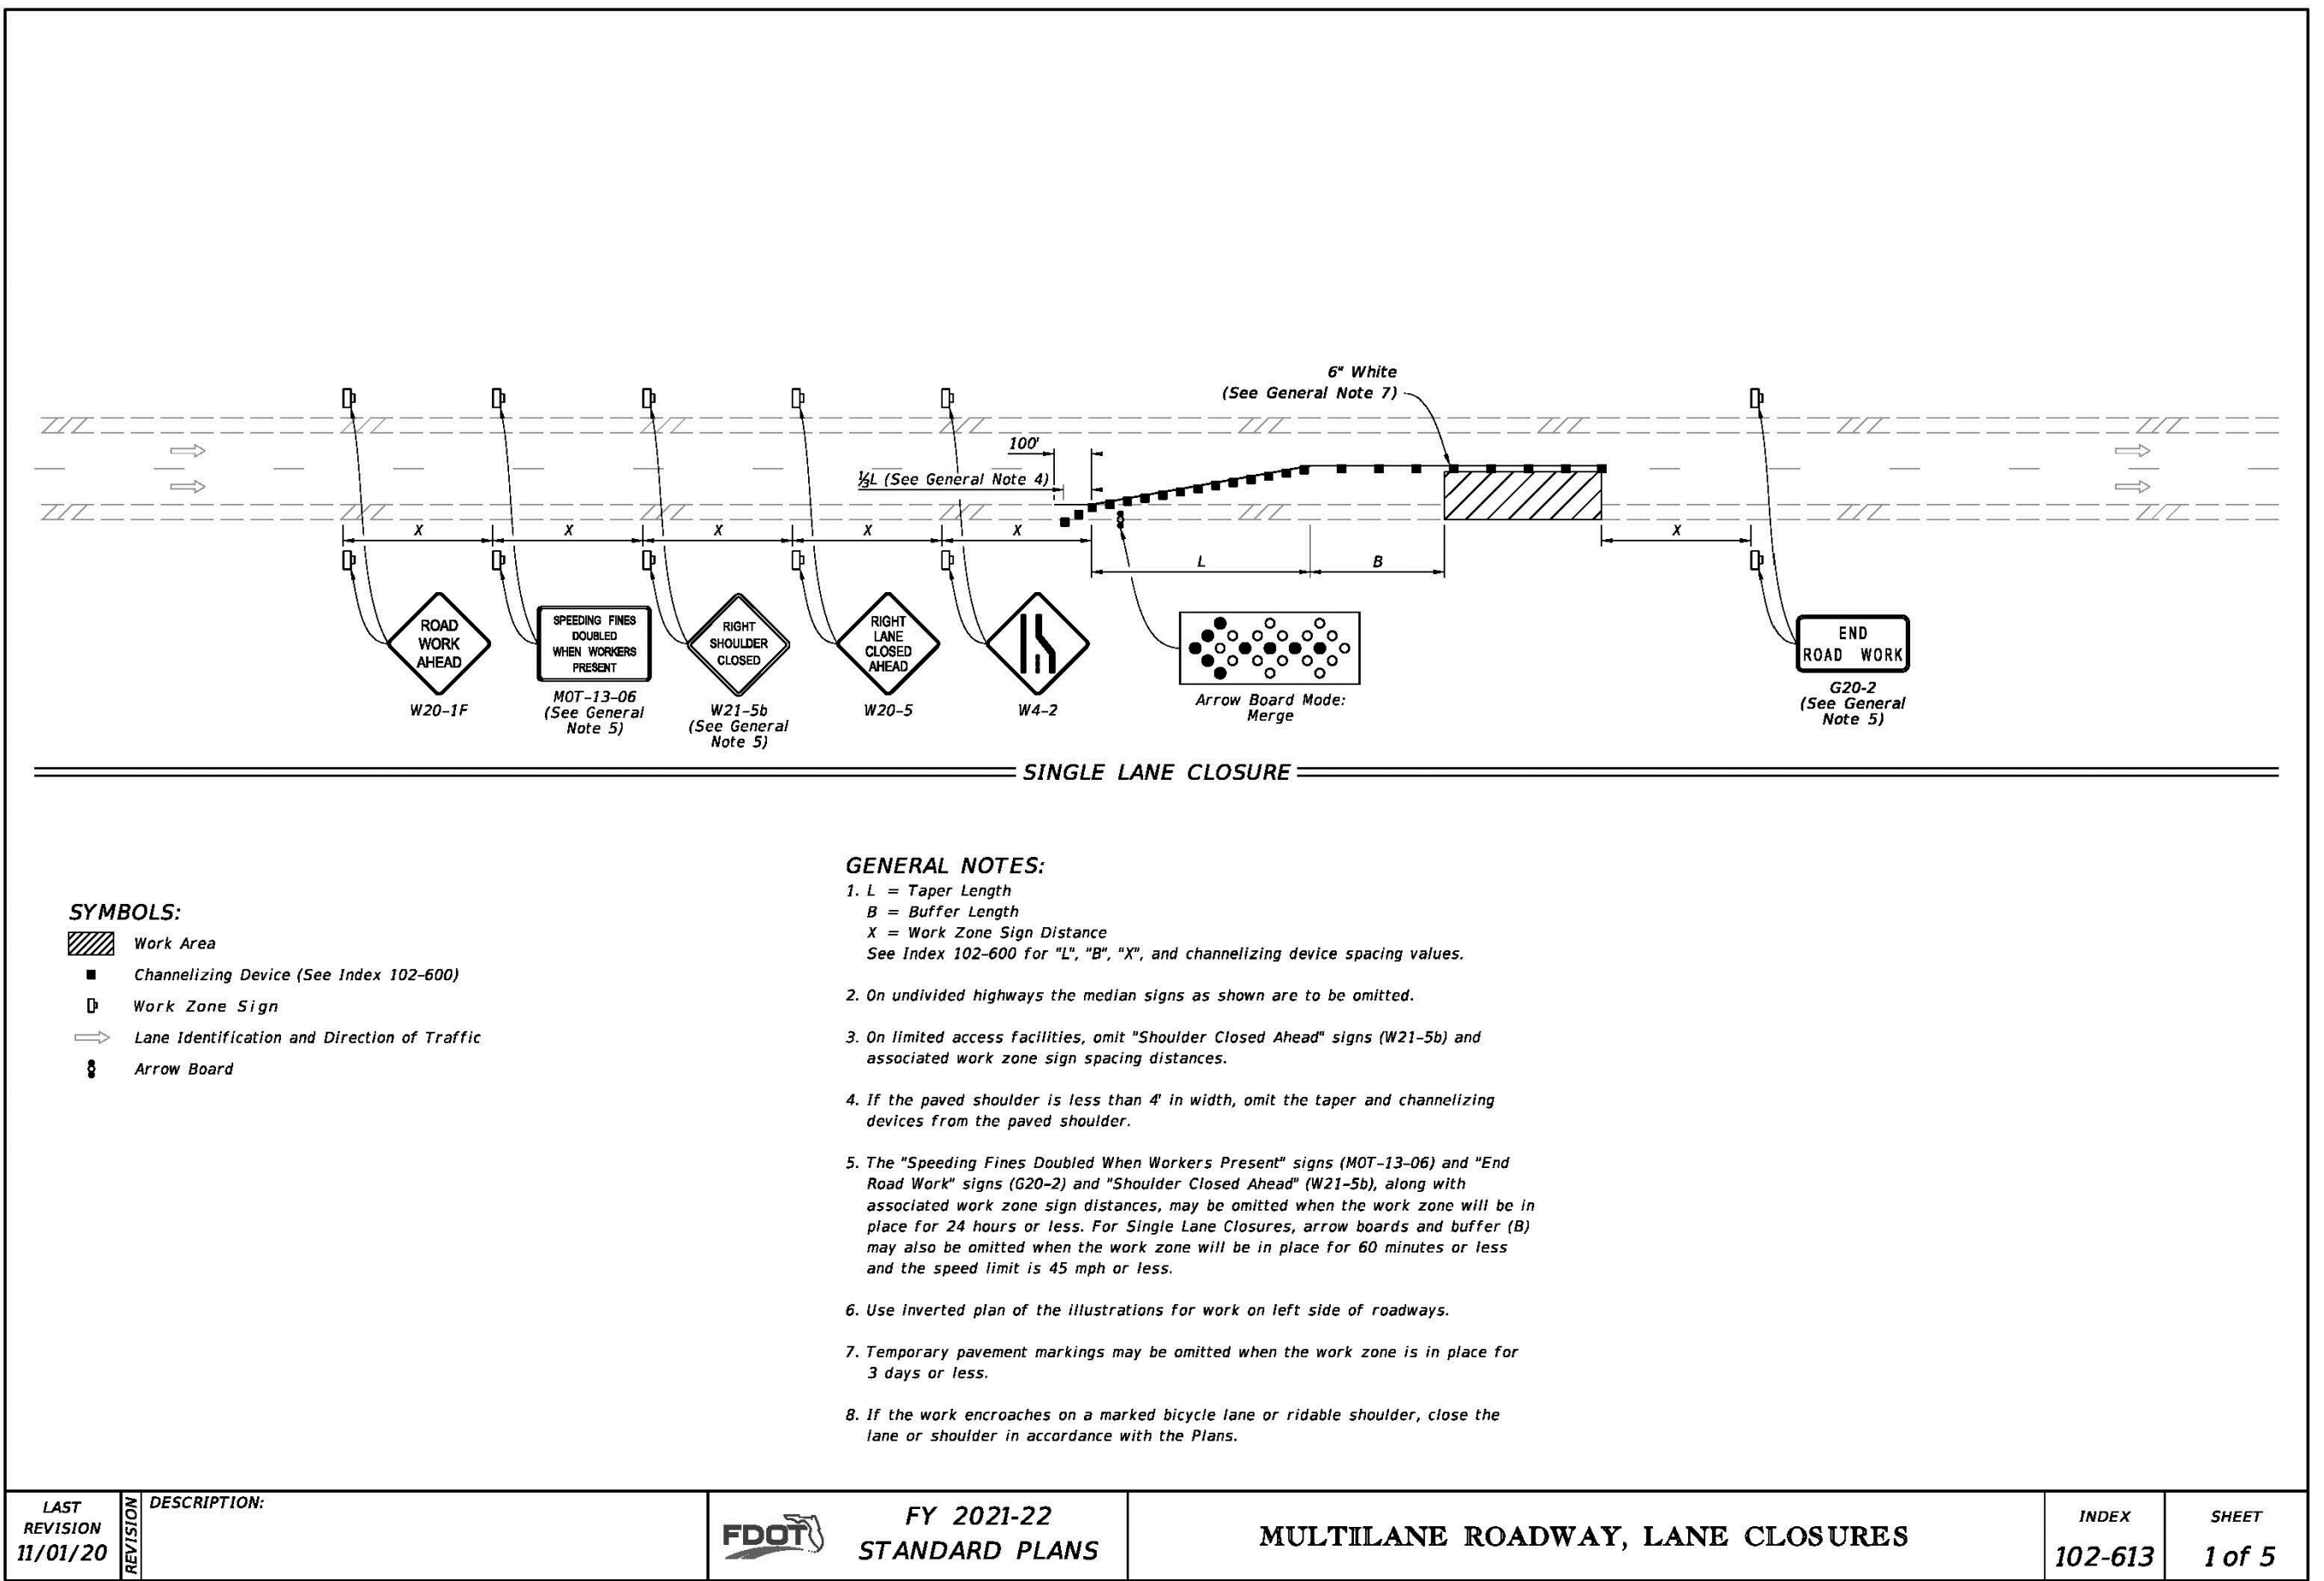 6" White
(See General Note 7)
100'
⅓L (See General Note 4)
X
X
X
X
X
X
L
B
ROAD
WORK
AHEAD
W20-1F
SPEEDING FINES
DOUBLED
WHEN WORKERS
PRESENT
MOT-13-06
(See General
Note 5)
RIGHT
SHOULDER
CLOSED
W21-5b
(See General
Note 5)
RIGHT
LANE
CLOSED
AHEAD
W20-5
W4-2
Arrow Board Mode:
Merge
END
ROAD WORK
G20-2
(See General
Note 5)
SINGLE LANE CLOSURE
SYMBOLS:
Work Area
Channelizing Device (See Index 102-600)
Work Zone Sign
Lane Identification and Direction of Traffic
Arrow Board
GENERAL NOTES:
1. L = Taper Length
B = Buffer Length
X = Work Zone Sign Distance
See Index 102-600 for "L", "B", "X", and channelizing device spacing values.
2. On undivided highways the median signs as shown are to be omitted.
3. On limited access facilities, omit "Shoulder Closed Ahead" signs (W21-5b) and
associated work zone sign spacing distances.
4. If the paved shoulder is less than 4' in width, omit the taper and channelizing
devices from the paved shoulder.
5. The "Speeding Fines Doubled When Workers Present" signs (MOT-13-06) and "End
Road Work" signs (G20-2) and "Shoulder Closed Ahead" (W21-5b), along with
associated work zone sign distances, may be omitted when the work zone will be in
place for 24 hours or less. For Single Lane Closures, arrow boards and buffer (B)
may also be omitted when the work zone will be in place for 60 minutes or less
and the speed limit is 45 mph or less.
6. Use inverted plan of the illustrations for work on left side of roadways.
7. Temporary pavement markings may be omitted when the work zone is in place for
3 days or less.
8. If the work encroaches on a marked bicycle lane or ridable shoulder, close the
lane or shoulder in accordance with the Plans.
LAST
REVISION
11/01/20
REVISION
DESCRIPTION:
FDOT
FY 2021-22
STANDARD PLANS
MULTILANE ROADWAY, LANE CLOSURES
INDEX
102-613
SHEET
1 of 5